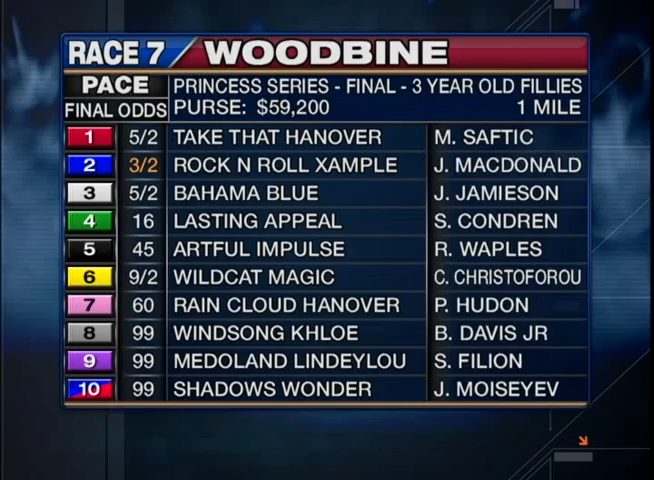 RACE 7 WOODBINE
PACE PRINCESS SERIES - FINAL - 3 YEAR OLD FILLIES
FINAL ODDS PURSE: $59,200 1 MILE
1 5/2 TAKE THAT HANOVER M. SAFTIC
2 3/2 ROCK N ROLL XAMPLE J. MACDONALD
3 5/2 BAHAMA BLUE J. JAMIESON
4 16 LASTING APPEAL S. CONDREN
5 45 ARTFUL IMPULSE R. WAPLES
6 9/2 WILDCAT MAGIC C. CHRISTOFOROU
7 60 RAIN CLOUD HANOVER P. HUDON
8 99 WINDSONG KHLOE B. DAVIS JR
9 99 MEDOLAND LINDEYLOU S. FILION
10 99 SHADOWS WONDER J. MOISEYEV